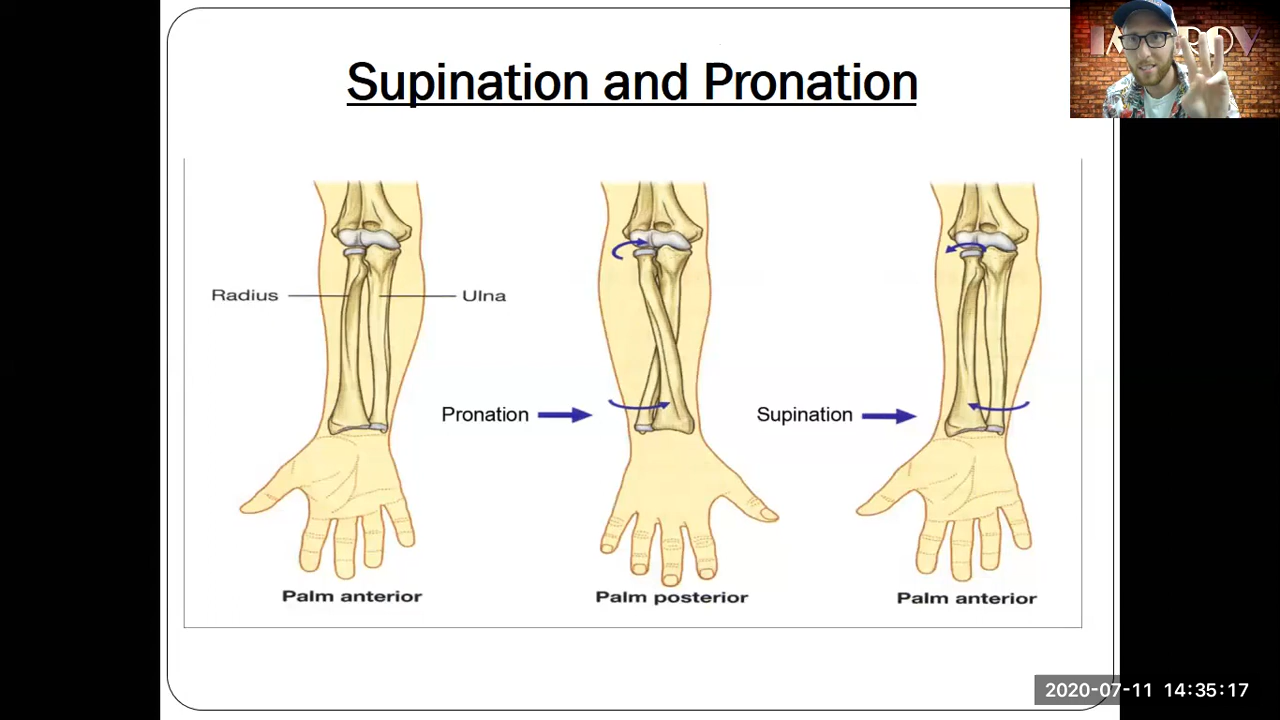 Supination and Pronation
IMPROV
Radius
Ulna
Pronation
Supination
Palm anterior
Palm posterior
Palm anterior
2020-07-11 14:35:17